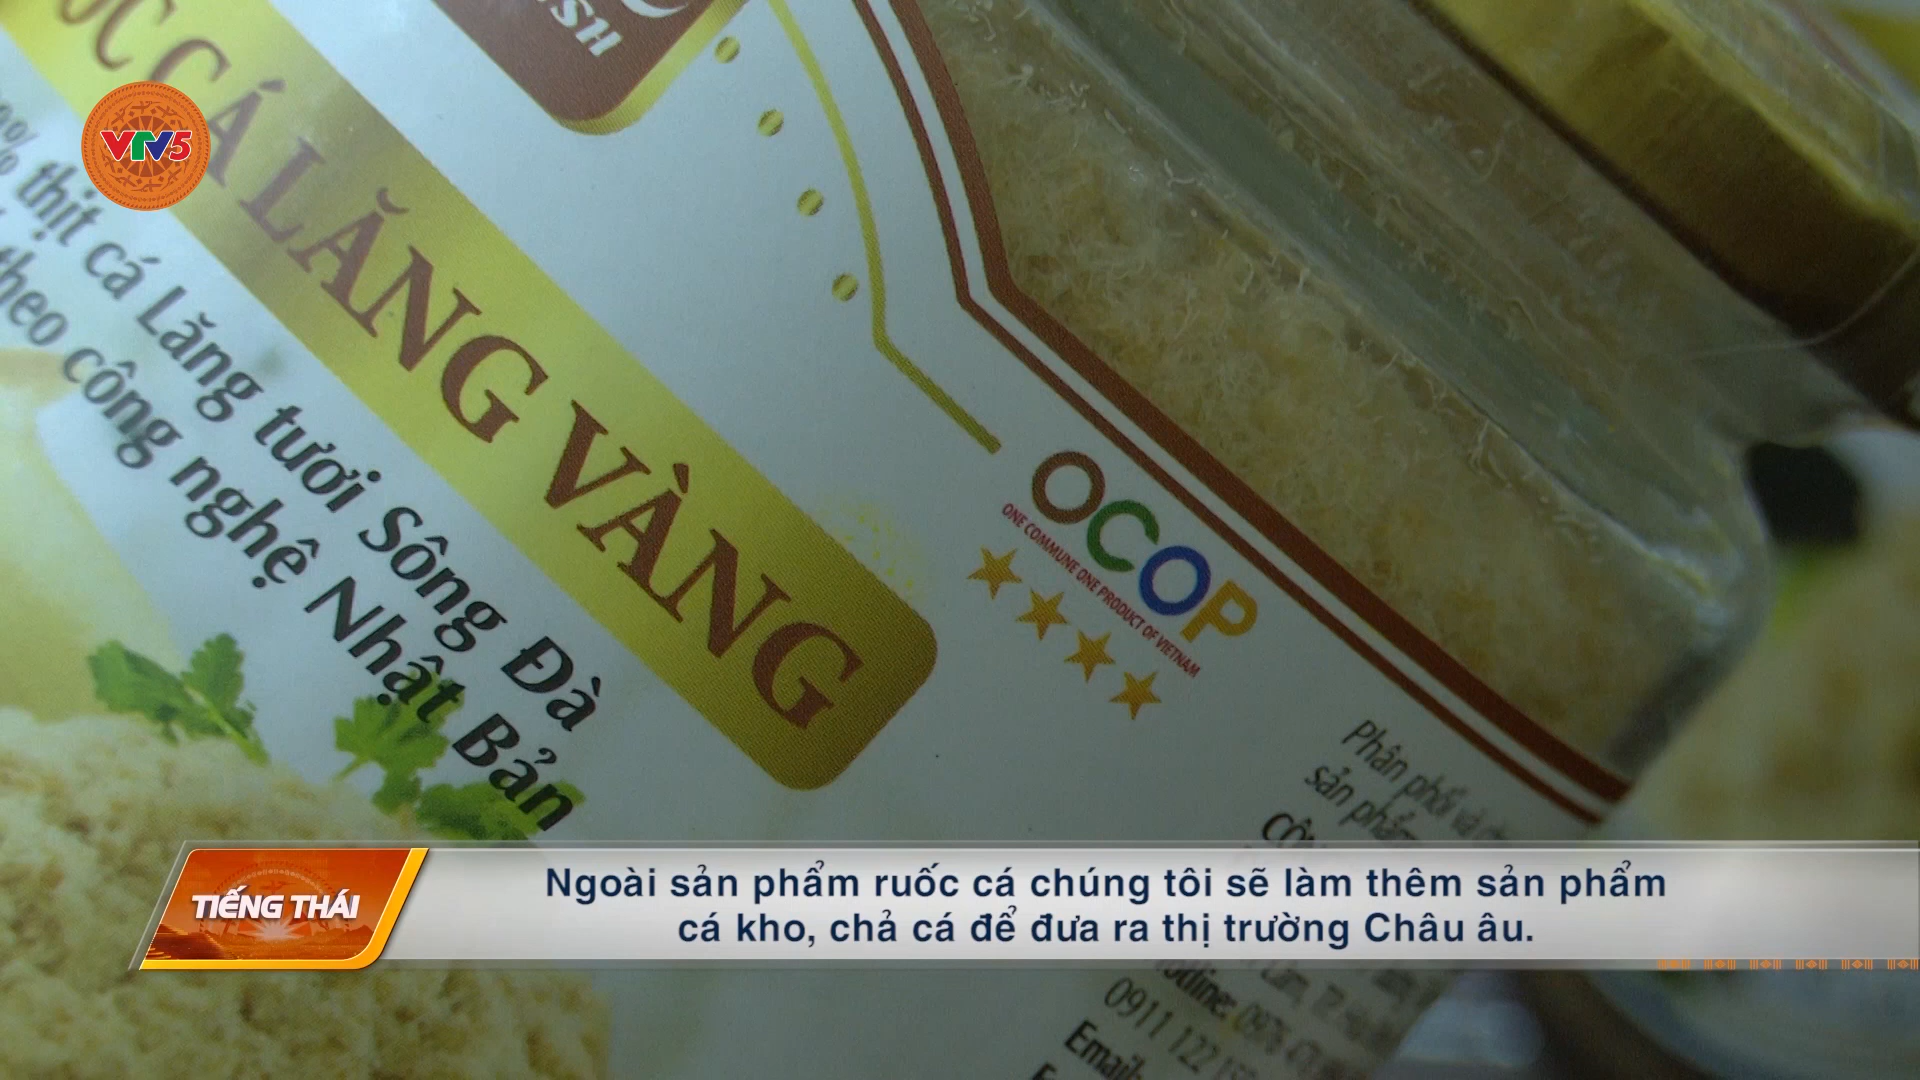 VTV5
SH
CÁ LĂNG VÀNG
thịt cá Lăng tươi Sông Đà
theo công nghệ Nhật Bản
OCOP
ONE COMMUNE ONE PRODUCT OF VIETNAM
Phân phối và
sản phẩm
0911 122
Email:
TIẾNG THÁI
Ngoài sản phẩm ruốc cá chúng tôi sẽ làm thêm sản phẩm
cá kho, chả cá để đưa ra thị trường Châu âu.